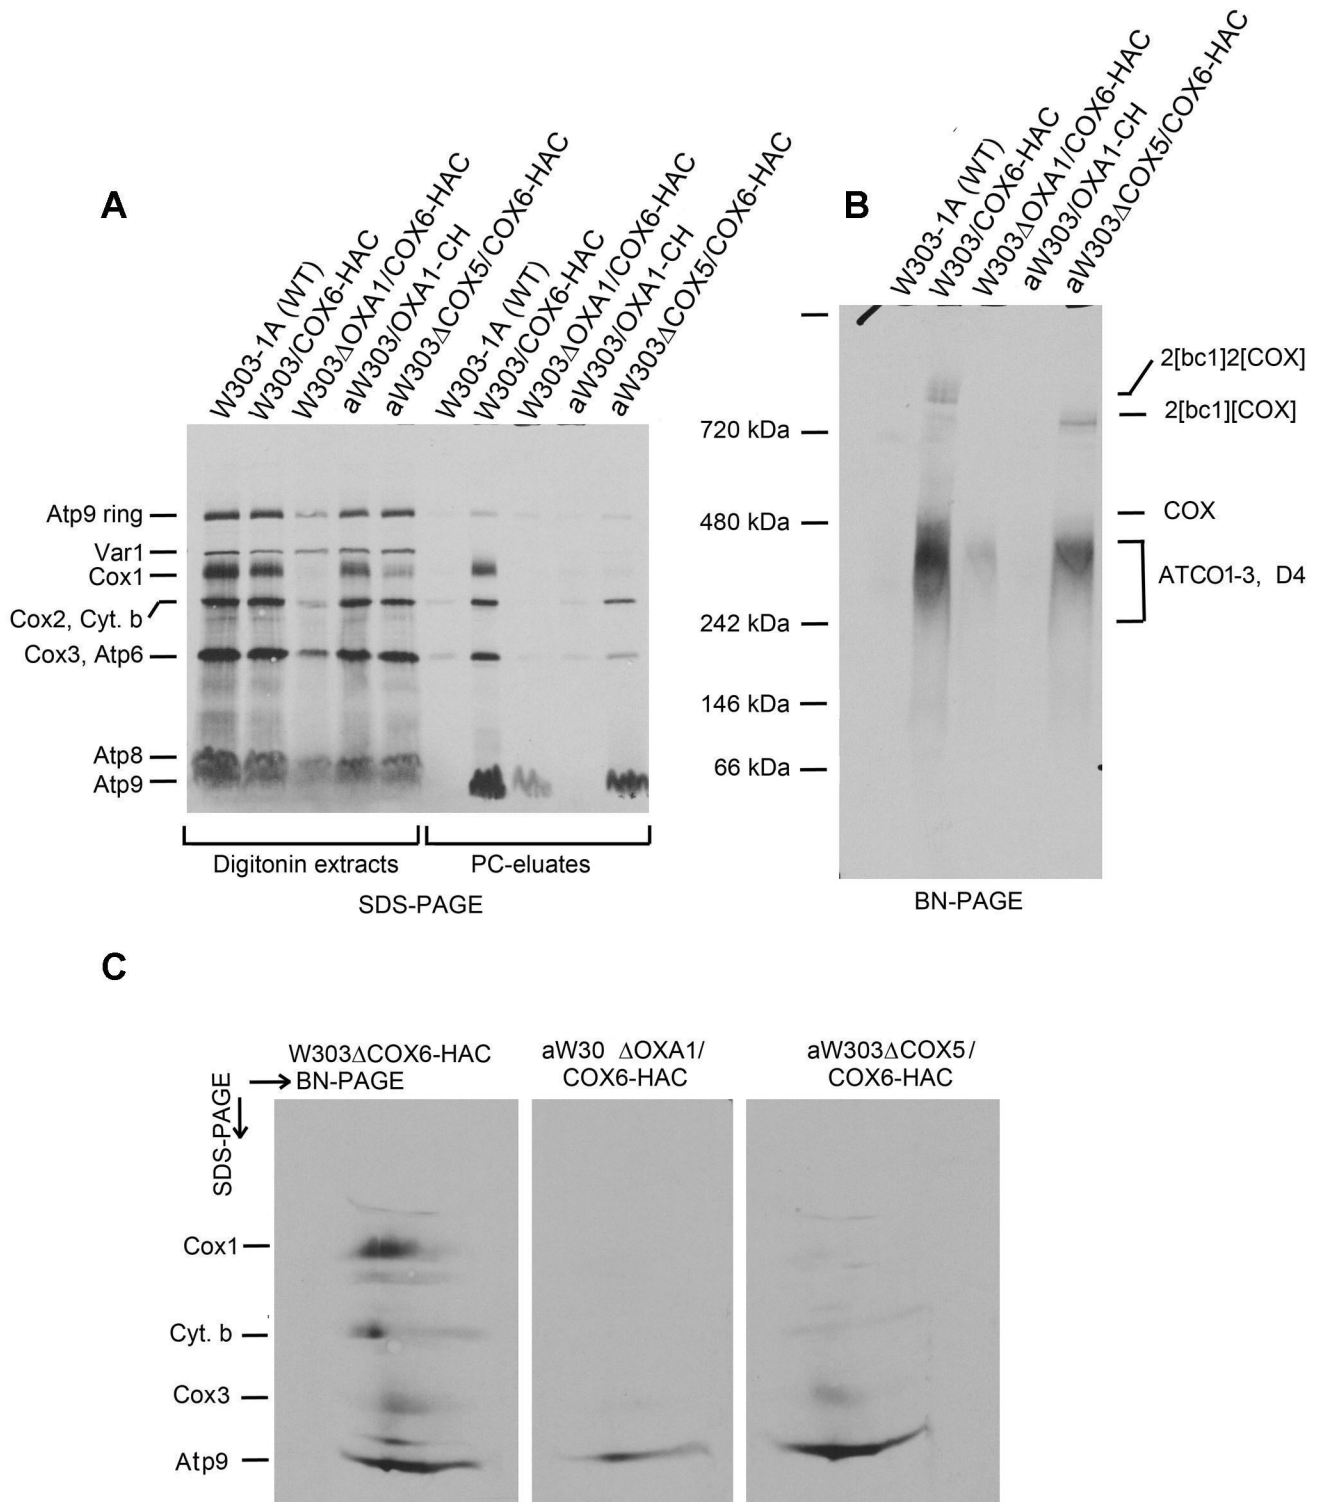 A
W303-1A (WT)
W303/COX6-HAC
W303ΔOXA1/COX6-HAC
aW303/OXA1-CH
aW303ΔCOX5/COX6-HAC
W303-1A (WT)
W303/COX6-HAC
W303ΔOXA1/COX6-HAC
aW303/OXA1-CH
aW303ΔCOX5/COX6-HAC
Atp9 ring
Var1
Cox1
Cox2, Cyt. b
Cox3, Atp6
Atp8
Atp9
Digitonin extracts
PC-eluates
SDS-PAGE
B
W303-1A (WT)
W303/COX6-HAC
W303ΔOXA1/COX6-HAC
aW303/OXA1-CH
aW303ΔCOX5/COX6-HAC
720 kDa
480 kDa
242 kDa
146 kDa
66 kDa
2[bc1]2[COX]
2[bc1][COX]
COX
ATCO1-3, D4
BN-PAGE
C
W303ΔCOX6-HAC
BN-PAGE
SDS-PAGE
aW30 ΔOXA1/
COX6-HAC
aW303ΔCOX5/
COX6-HAC
Cox1
Cyt. b
Cox3
Atp9